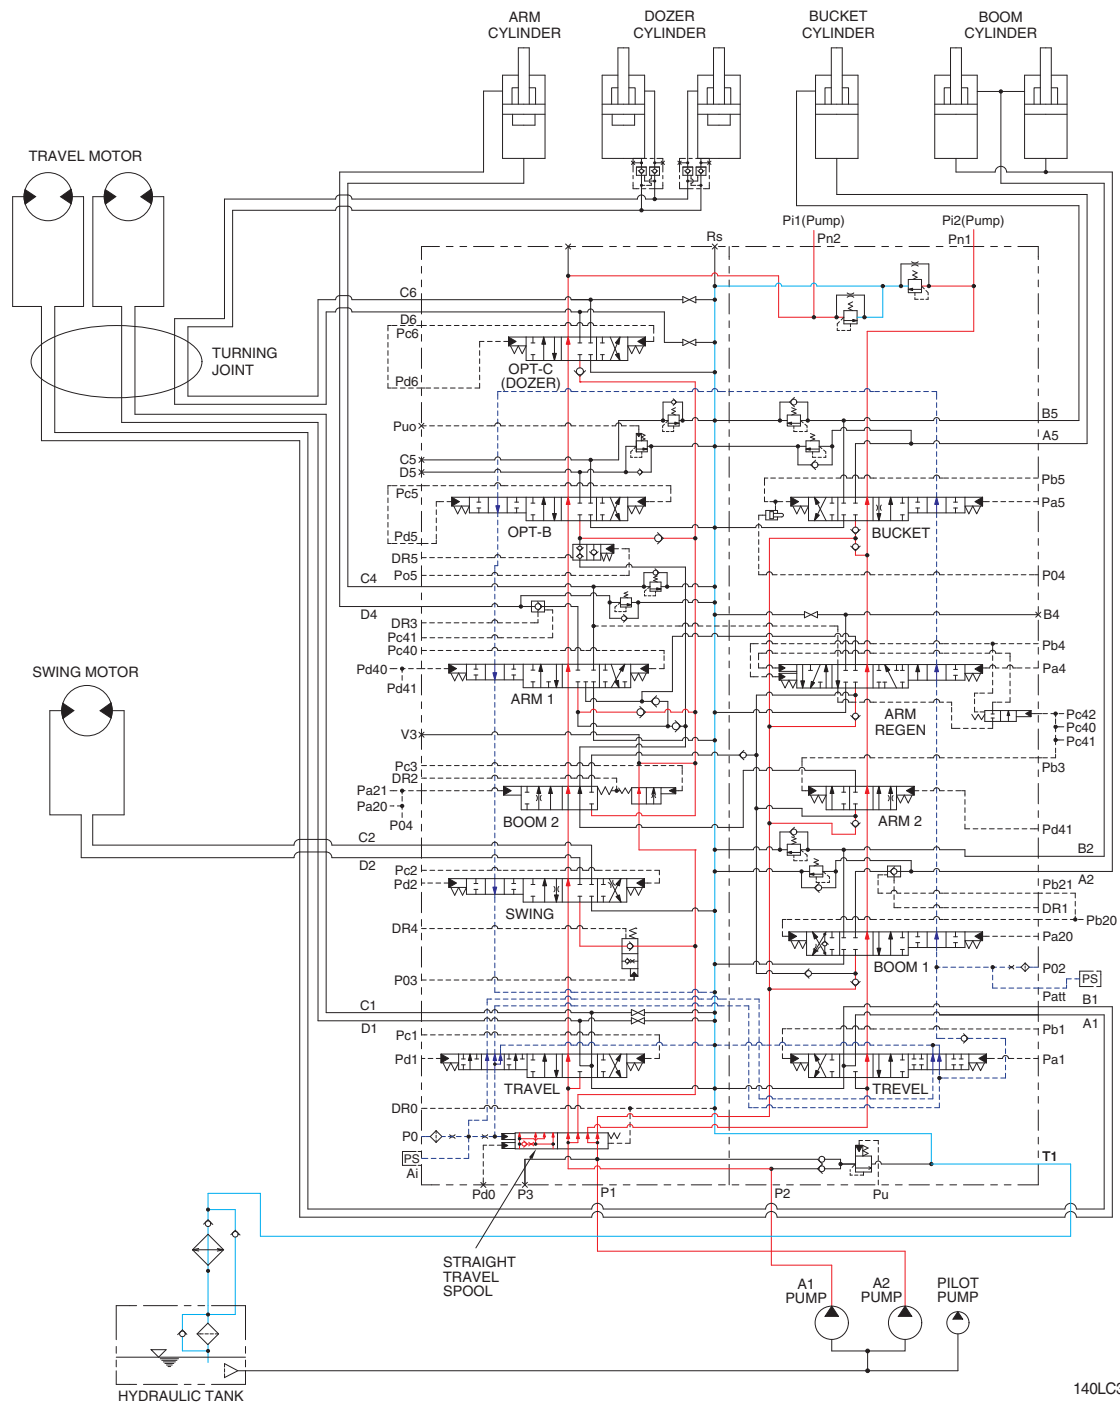 ARM
CYLINDER
DOZER
CYLINDER
BUCKET
CYLINDER
BOOM
CYLINDER
TRAVEL MOTOR
TURNING
JOINT
Rs
Pi1(Pump)
Pn2
Pi2(Pump)
Pn1
C6
D6
Pc6
Pd6
OPT-C
(DOZER)
Puo
C5
D5
Pc5
Pd5
OPT-B
DR5
Po5
C4
D4
DR3
Pc41
Pc40
Pd40
Pd41
ARM 1
B5
A5
Pb5
Pa5
BUCKET
P04
B4
Pb4
Pa4
ARM
REGEN
Pc42
Pc40
Pc41
Pb3
SWING MOTOR
V3
Pc3
DR2
Pa21
Pa20
P04
BOOM 2
ARM 2
Pd41
C2
D2
Pc2
Pd2
SWING
B2
A2
Pb21
DR1
Pb20
Pa20
BOOM 1
DR4
P03
P02
PS
Patt
C1
D1
Pc1
Pd1
TRAVEL
B1
A1
Pb1
Pa1
TREVEL
DR0
P0
PS
Ai
Pd0
P3
P1
P2
Pu
T1
STRAIGHT
TRAVEL
SPOOL
A1
PUMP
A2
PUMP
PILOT
PUMP
HYDRAULIC TANK
140LC3